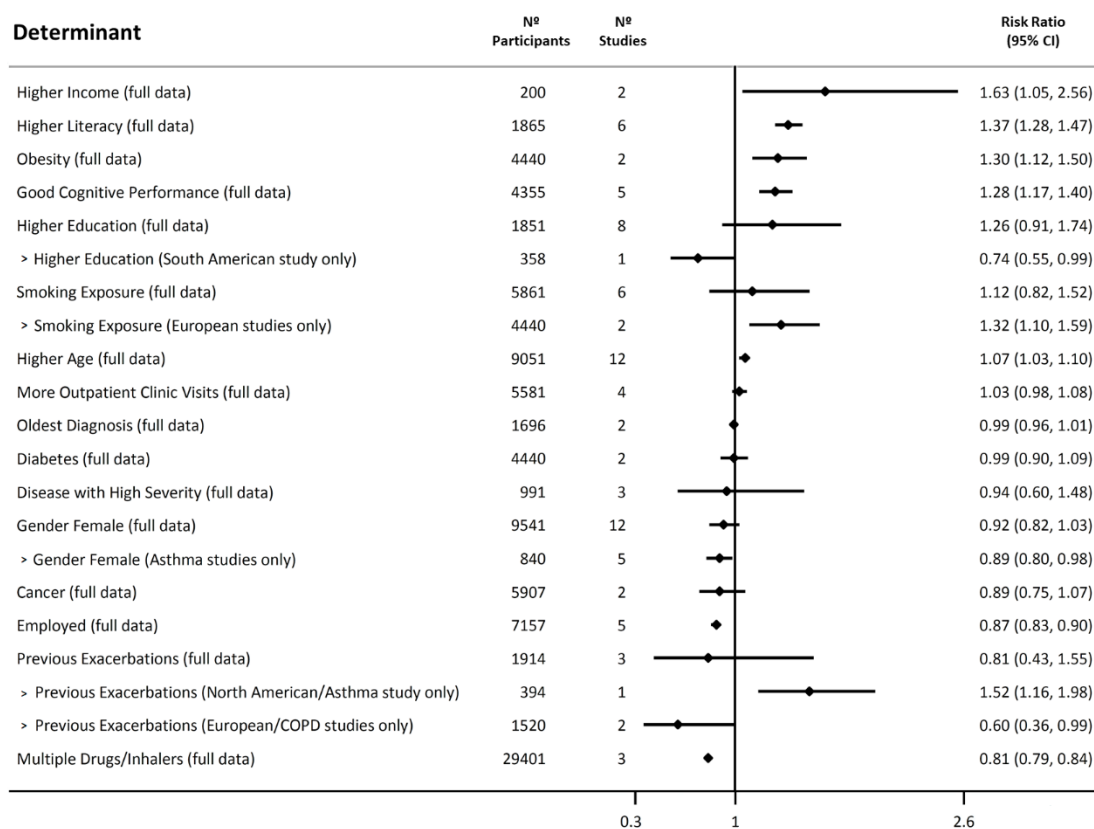 Determinant Nº Participants Nº Studies Risk Ratio (95% CI)
Higher Income (full data) 200 2 1.63 (1.05, 2.56)
Higher Literacy (full data) 1865 6 1.37 (1.28, 1.47)
Obesity (full data) 4440 2 1.30 (1.12, 1.50)
Good Cognitive Performance (full data) 4355 5 1.28 (1.17, 1.40)
Higher Education (full data) 1851 8 1.26 (0.91, 1.74)
> Higher Education (South American study only) 358 1 0.74 (0.55, 0.99)
Smoking Exposure (full data) 5861 6 1.12 (0.82, 1.52)
> Smoking Exposure (European studies only) 4440 2 1.32 (1.10, 1.59)
Higher Age (full data) 9051 12 1.07 (1.03, 1.10)
More Outpatient Clinic Visits (full data) 5581 4 1.03 (0.98, 1.08)
Oldest Diagnosis (full data) 1696 2 0.99 (0.96, 1.01)
Diabetes (full data) 4440 2 0.99 (0.90, 1.09)
Disease with High Severity (full data) 991 3 0.94 (0.60, 1.48)
Gender Female (full data) 9541 12 0.92 (0.82, 1.03)
> Gender Female (Asthma studies only) 840 5 0.89 (0.80, 0.98)
Cancer (full data) 5907 2 0.89 (0.75, 1.07)
Employed (full data) 7157 5 0.87 (0.83, 0.90)
Previous Exacerbations (full data) 1914 3 0.81 (0.43, 1.55)
> Previous Exacerbations (North American/Asthma study only) 394 1 1.52 (1.16, 1.98)
> Previous Exacerbations (European/COPD studies only) 1520 2 0.60 (0.36, 0.99)
Multiple Drugs/Inhalers (full data) 29401 3 0.81 (0.79, 0.84)
0.3 1 2.6